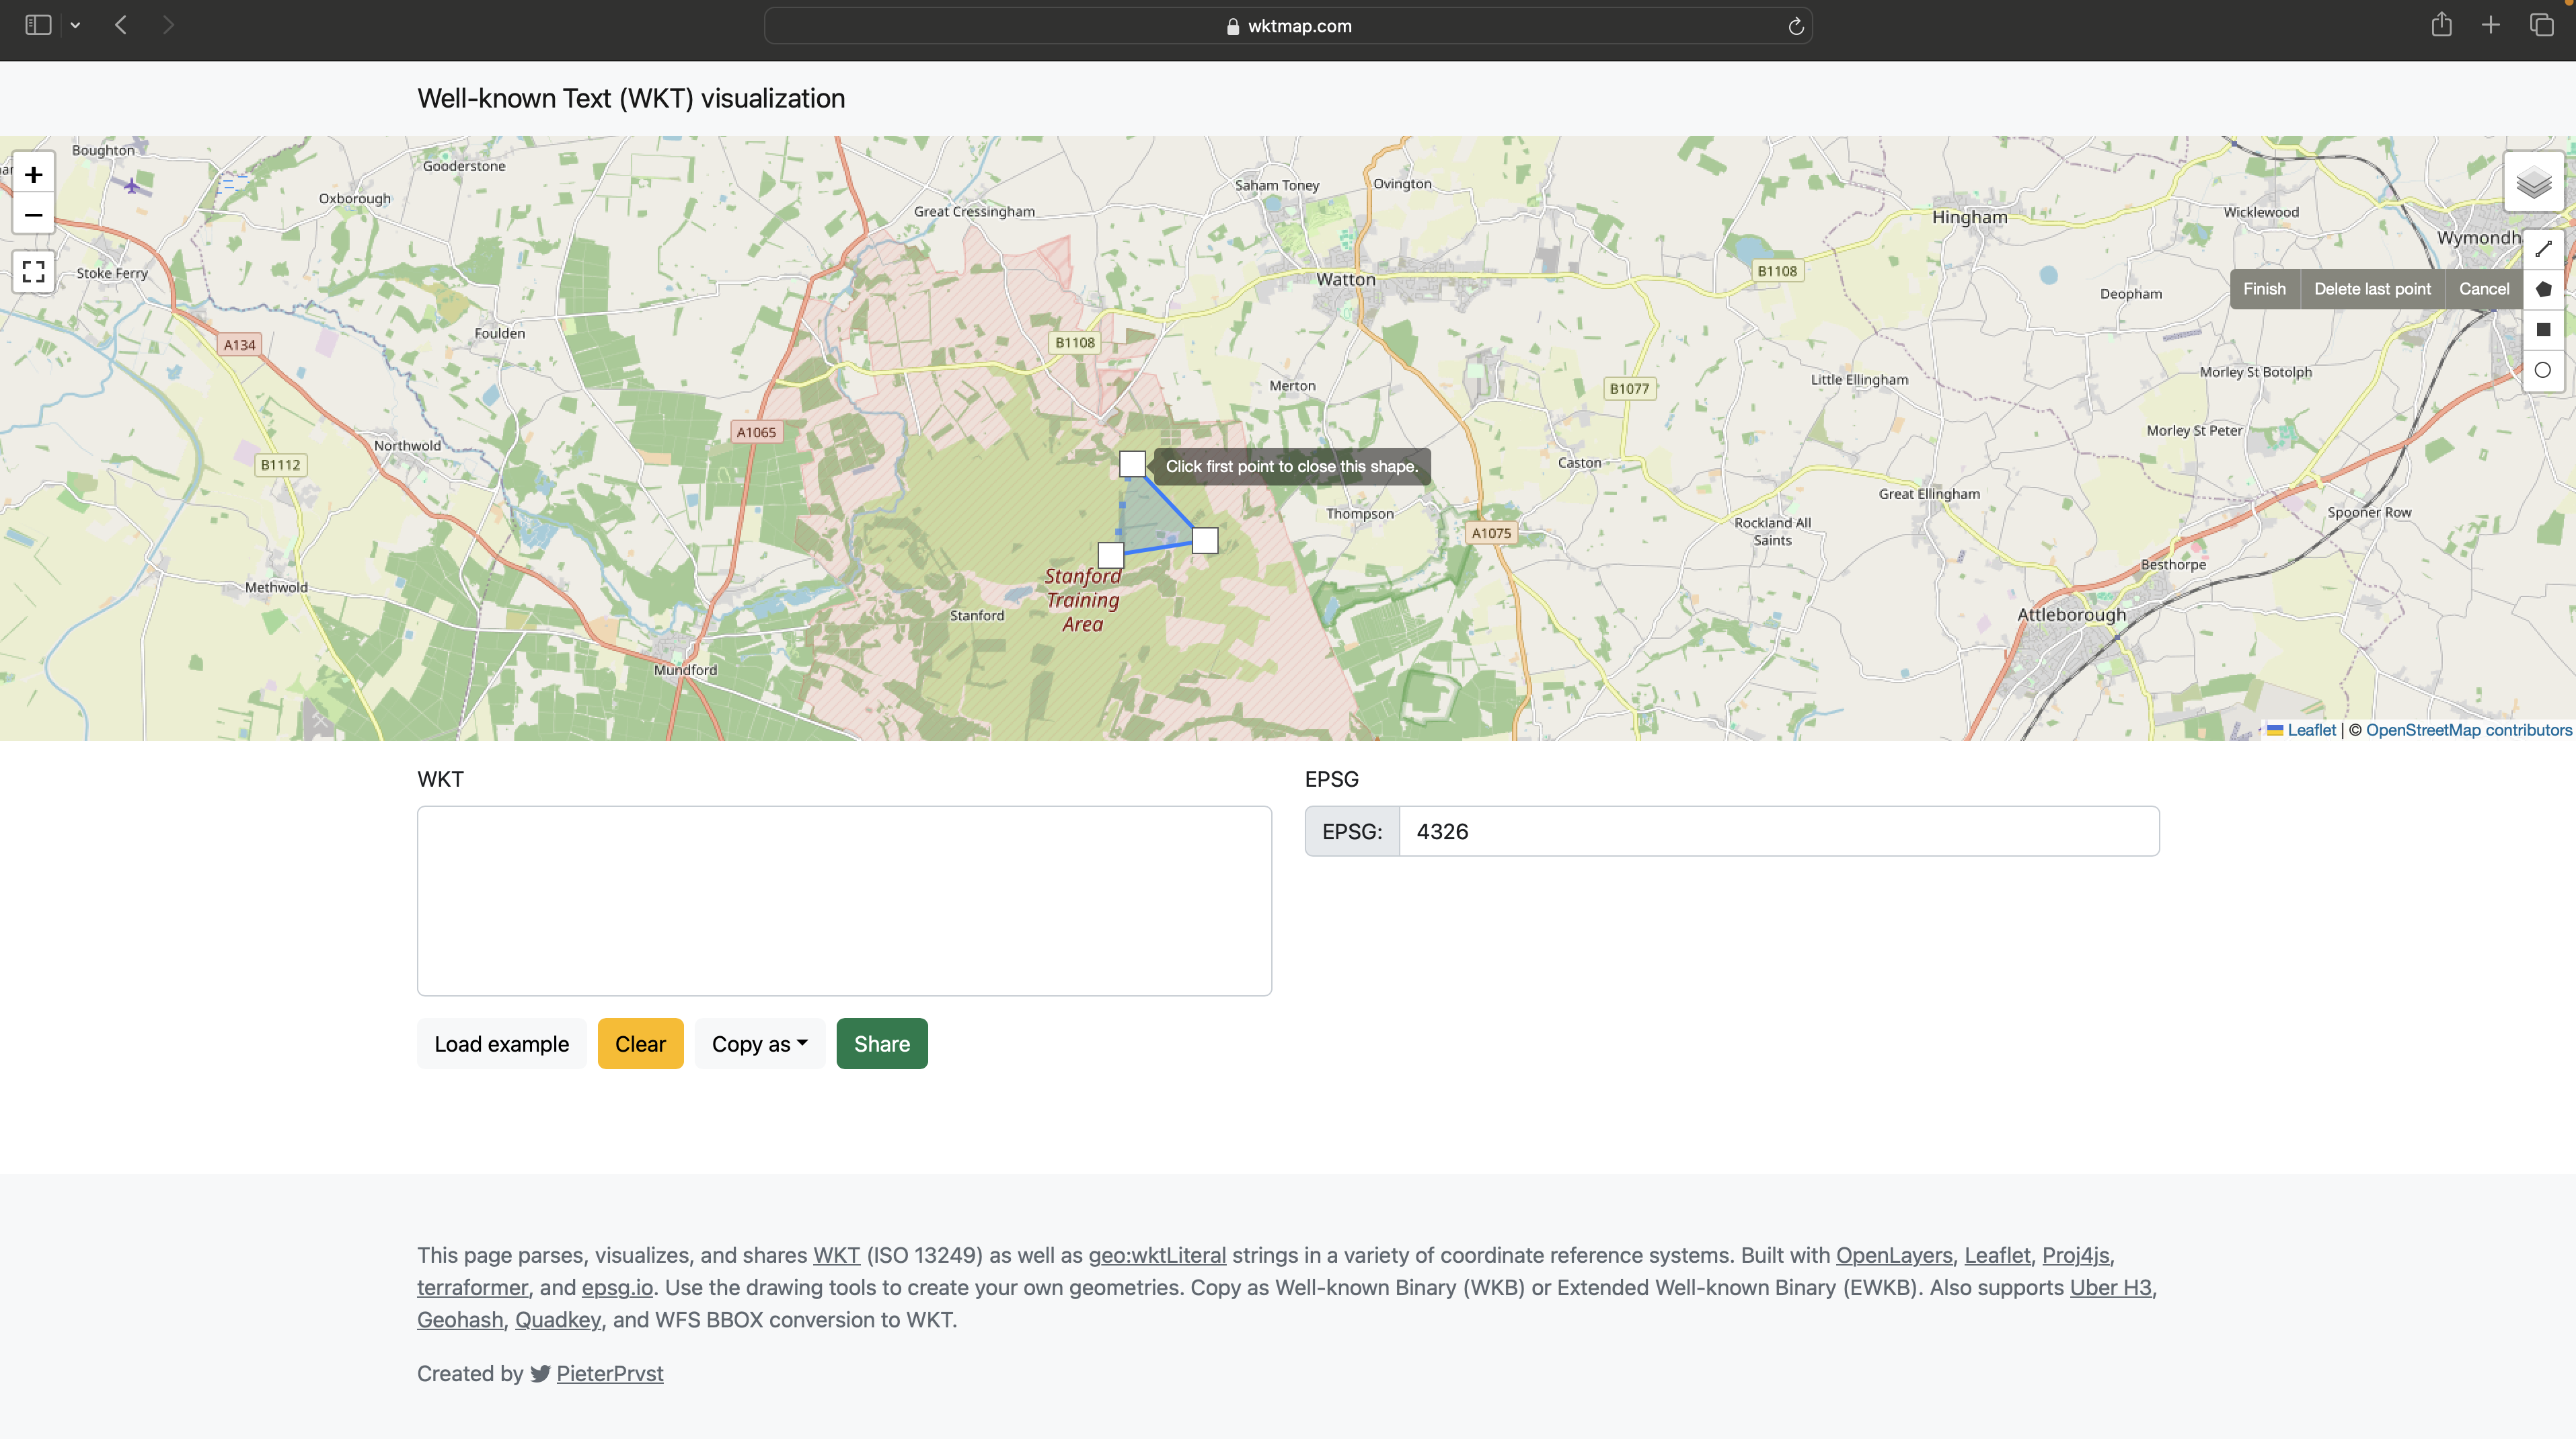 wktmap.com
Well-known Text (WKT) visualization
+
−
Boughton
Gooderstone
Oxborough
Saham Toney
Ovington
Great Cressingham
Hingham
Wicklewood
Wymondh
Stoke Ferry
Watton
B1108
Deopham
Finish
Delete last point
Cancel
Foulden
A134
B1108
Merton
B1077
Little Ellingham
Morley St Botolph
A1065
Northwold
Morley St Peter
B1112
Click first point to close this shape.
Caston
Great Ellingham
Thompson
Spooner Row
A1075
Rockland All
Saints
Besthorpe
Methwold
Stanford
Training
Area
Stanford
Attleborough
Mundford
Leaflet | © OpenStreetMap contributors
WKT
EPSG
EPSG:
4326
Load example
Clear
Copy as
Share
This page parses, visualizes, and shares WKT (ISO 13249) as well as geo:wktLiteral strings in a variety of coordinate reference systems. Built with OpenLayers, Leaflet, Proj4js,
terraformer, and epsg.io. Use the drawing tools to create your own geometries. Copy as Well-known Binary (WKB) or Extended Well-known Binary (EWKB). Also supports Uber H3,
Geohash, Quadkey, and WFS BBOX conversion to WKT.
Created by PieterPrvst